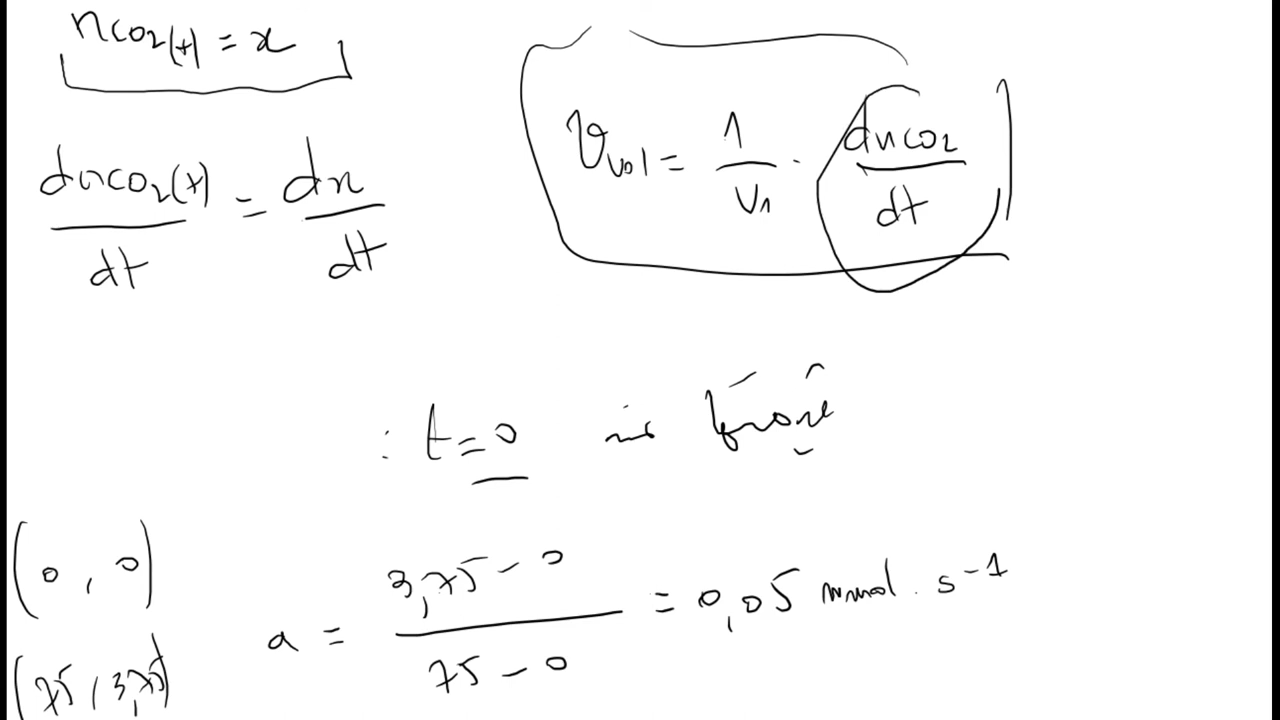 nco2(t) = x
dnco2(t)/dt = dx/dt
Vvol = 1/V1 · dnco2/dt
: t=0
(0, 0)
a = (3,75 - 0)/(75 - 0) = 0,05 mmol . s-1
(75, 3,75)